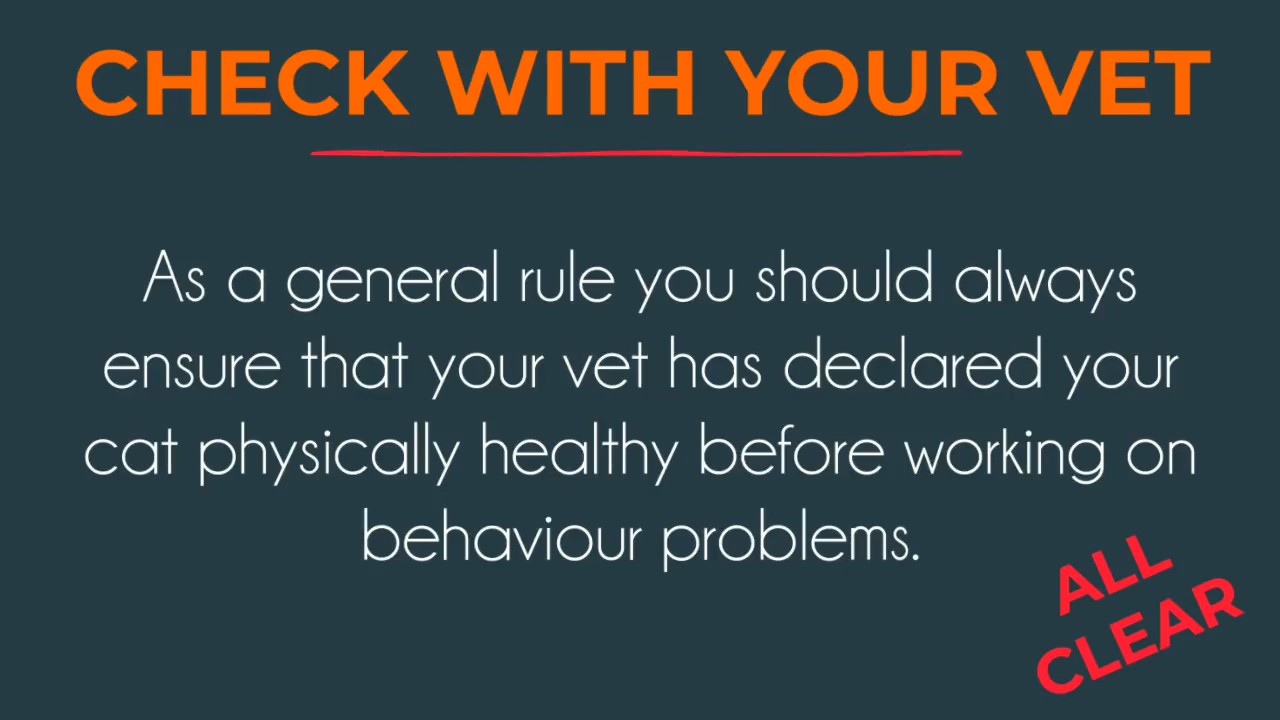 CHECK WITH YOUR VET
As a general rule you should always
ensure that your vet has declared your
cat physically healthy before working on
behaviour problems.
ALL
CLEAR